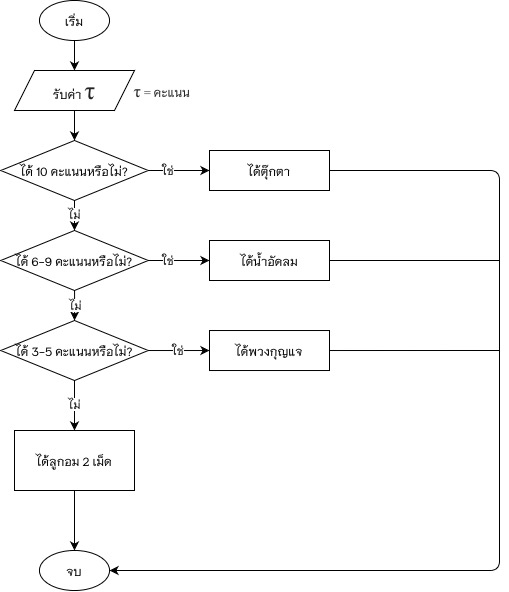 เริ่ม
รับค่า τ
τ = คะแนน
ได้ 10 คะแนนหรือไม่?
ใช่
ได้ตุ๊กตา
ไม่
ได้ 6-9 คะแนนหรือไม่?
ใช่
ได้น้ำอัดลม
ไม่
ได้ 3-5 คะแนนหรือไม่?
ใช่
ได้พวงกุญแจ
ไม่
ได้ลูกอม 2 เม็ด
จบ